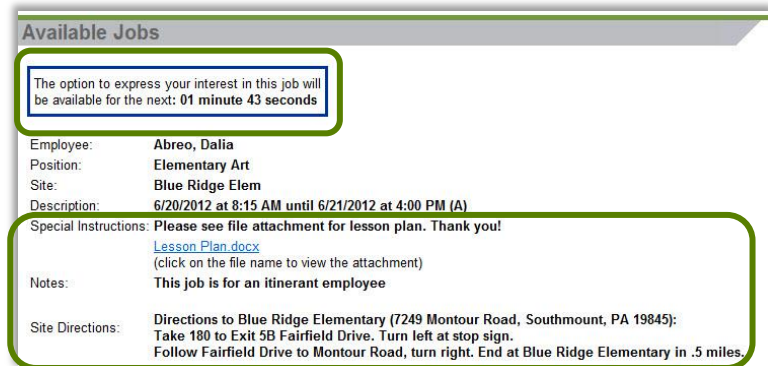 Available Jobs
The option to express your interest in this job will
be available for the next: 01 minute 43 seconds
Employee: Abreo, Dalia
Position: Elementary Art
Site: Blue Ridge Elem
Description: 6/20/2012 at 8:15 AM until 6/21/2012 at 4:00 PM (A)
Special Instructions: Please see file attachment for lesson plan. Thank you!
Lesson Plan.docx
(click on the file name to view the attachment)
Notes: This job is for an itinerant employee
Directions to Blue Ridge Elementary (7249 Montour Road, Southmount, PA 19845):
Site Directions: Take 180 to Exit 5B Fairfield Drive. Turn left at stop sign.
Follow Fairfield Drive to Montour Road, turn right. End at Blue Ridge Elementary in .5 miles.